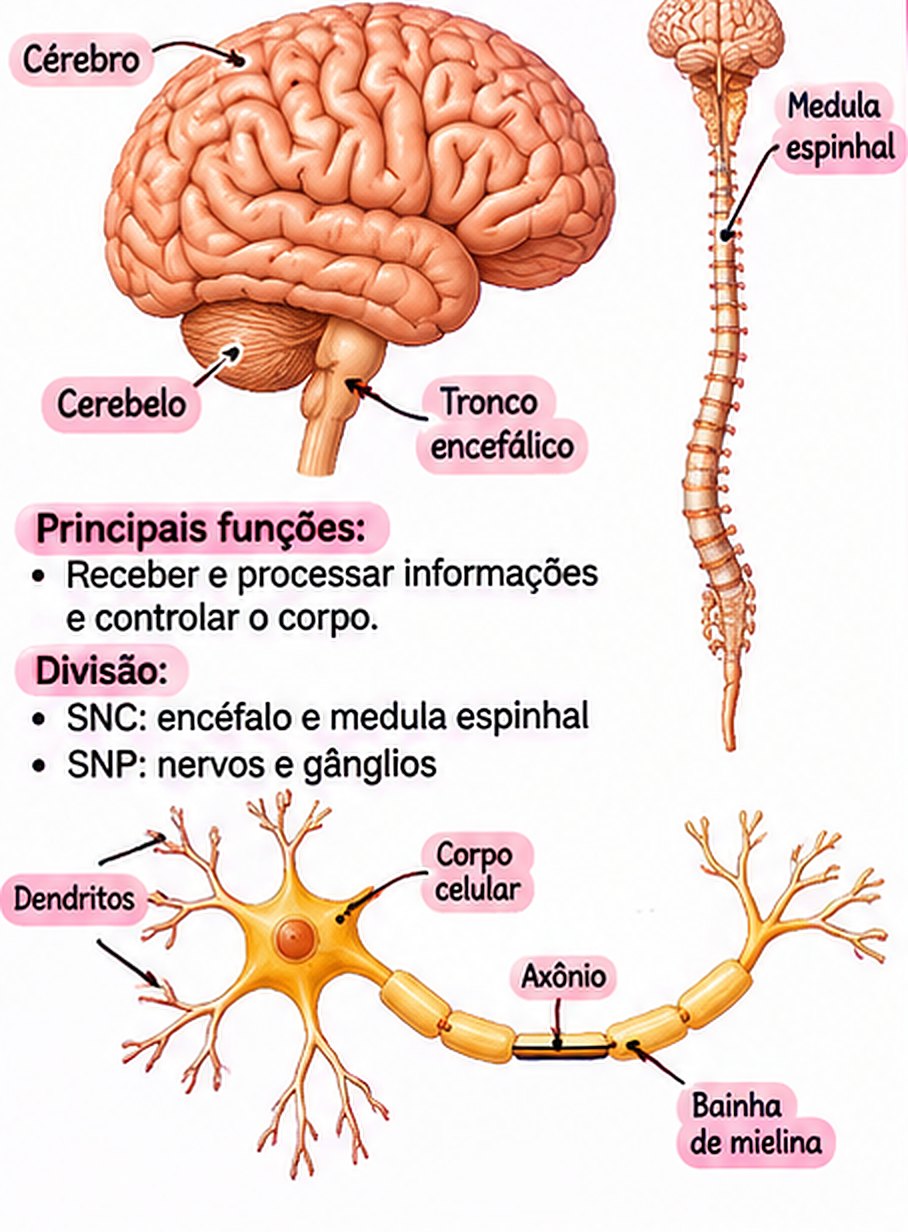 Cérebro
Medula
espinhal
Cerebelo
Tronco
encefálico
Principais funções:
• Receber e processar informações
e controlar o corpo.
Divisão:
• SNC: encéfalo e medula espinhal
• SNP: nervos e gânglios
Dendritos
Corpo
celular
Axônio
Bainha
de mielina